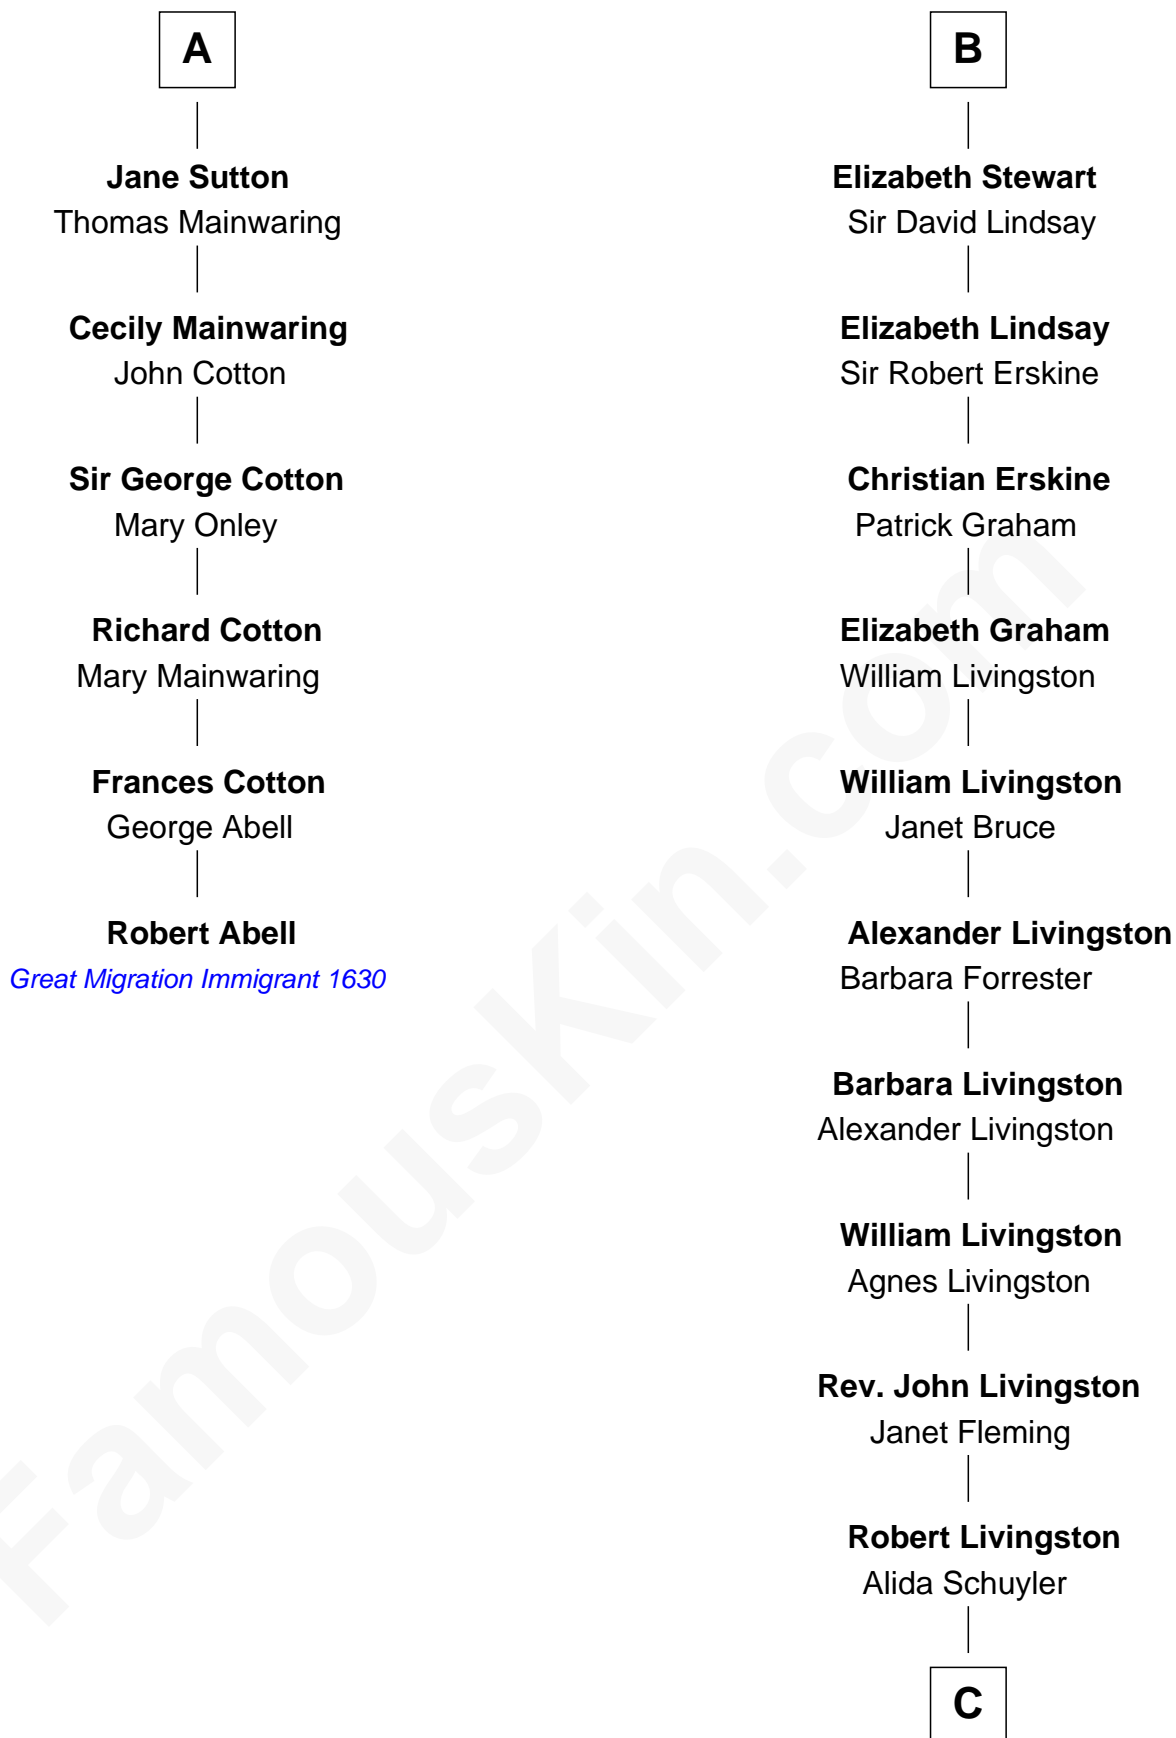 A
Jane Sutton
Thomas Mainwaring
Cecily Mainwaring
John Cotton
Sir George Cotton
Mary Onley
Richard Cotton
Mary Mainwaring
Frances Cotton
George Abell
Robert Abell
Great Migration Immigrant 1630
B
Elizabeth Stewart
Sir David Lindsay
Elizabeth Lindsay
Sir Robert Erskine
Christian Erskine
Patrick Graham
Elizabeth Graham
William Livingston
William Livingston
Janet Bruce
Alexander Livingston
Barbara Forrester
Barbara Livingston
Alexander Livingston
William Livingston
Agnes Livingston
Rev. John Livingston
Janet Fleming
Robert Livingston
Alida Schuyler
C
FamousKin.com